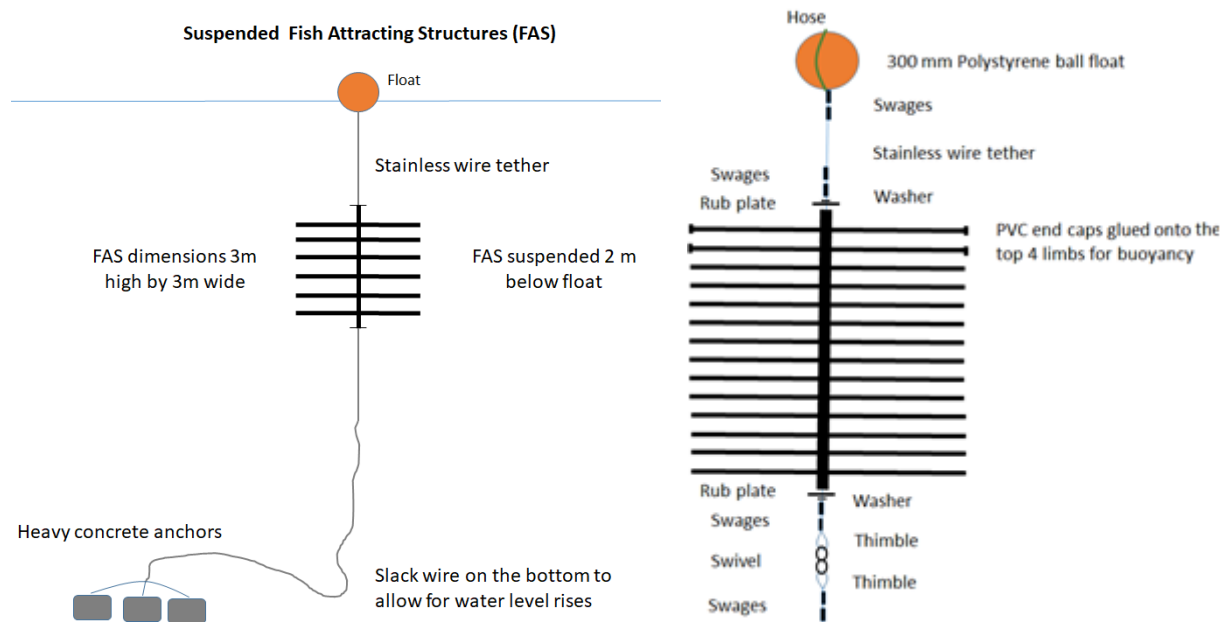 Suspended Fish Attracting Structures (FAS)
Float
Stainless wire tether
FAS dimensions 3m
high by 3m wide
FAS suspended 2 m
below float
Heavy concrete anchors
Slack wire on the bottom to
allow for water level rises
Hose
300 mm Polystyrene ball float
Swages
Stainless wire tether
Swages
Rub plate
Washer
PVC end caps glued onto the
top 4 limbs for buoyancy
Rub plate
Washer
Swages
Thimble
Swivel
Thimble
Swages